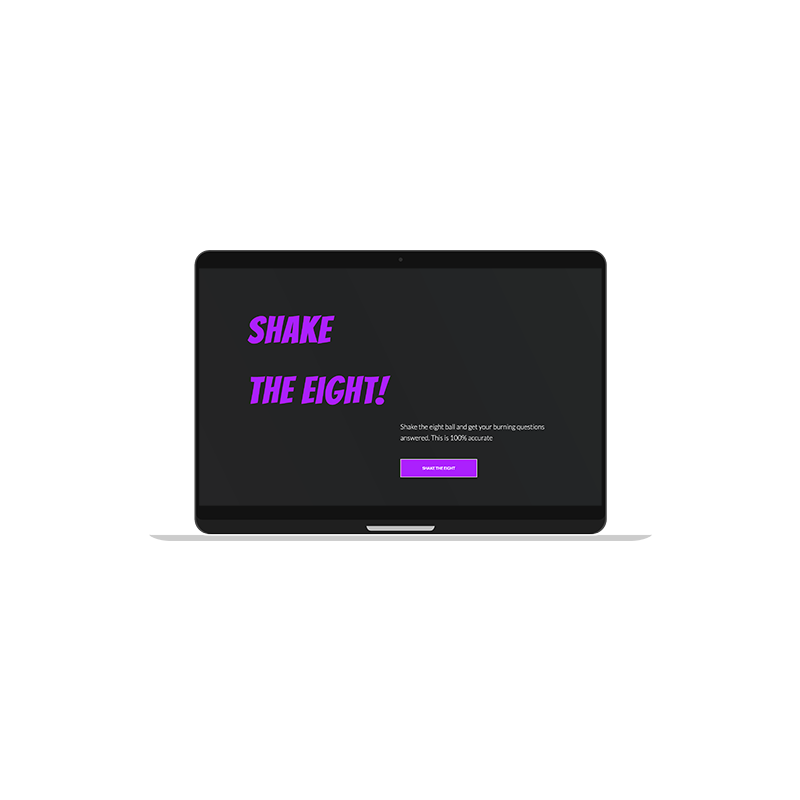 SHAKE
THE EIGHT!
Shake the eight ball and get your burning questions
answered. This is 100% accurate
SHAKE THE EIGHT